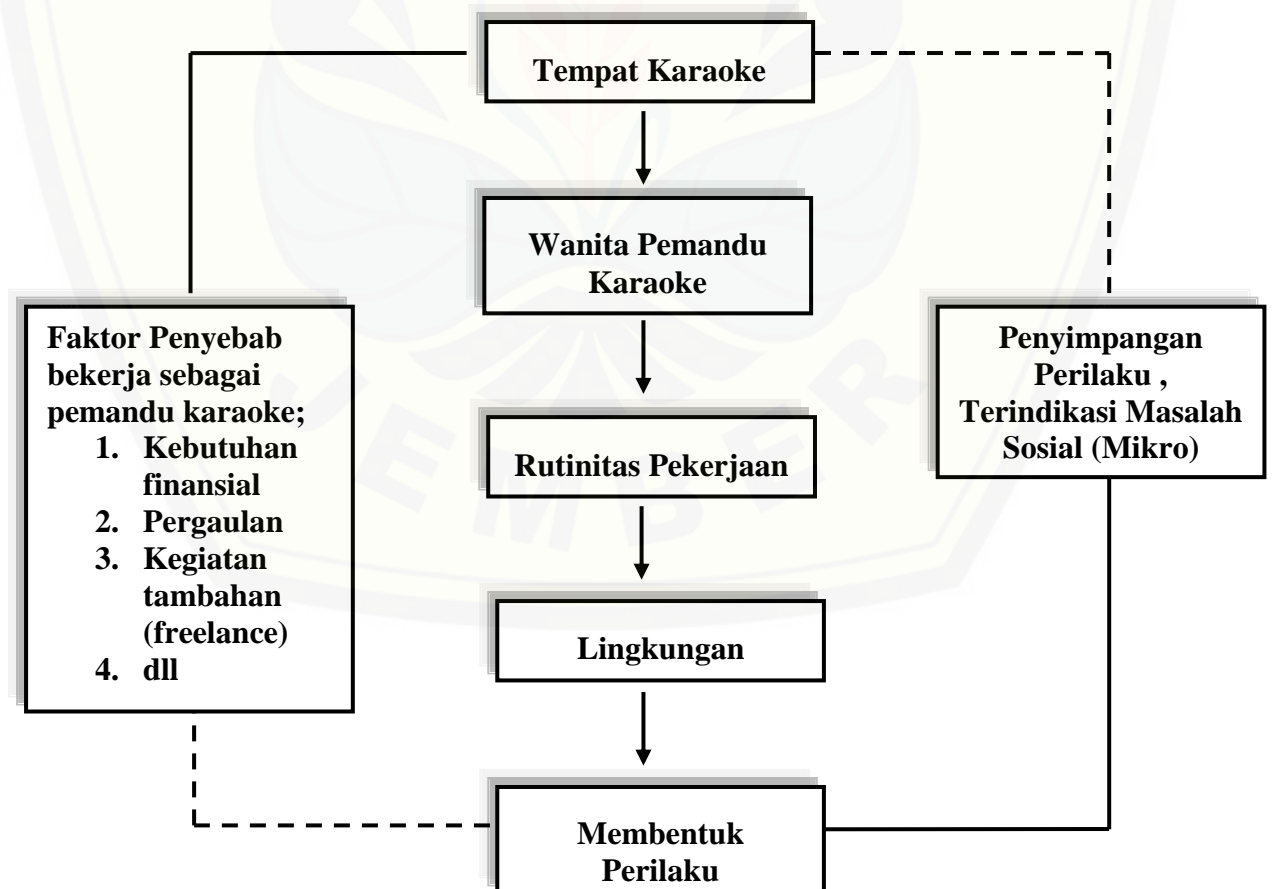 Tempat Karaoke
Wanita Pemandu
Karaoke
Faktor Penyebab
bekerja sebagai
pemandu karaoke;
1. Kebutuhan
finansial
2. Pergaulan
3. Kegiatan
tambahan
(freelance)
4. dll
Penyimpangan
Perilaku ,
Terindikasi Masalah
Sosial (Mikro)
Rutinitas Pekerjaan
Lingkungan
Membentuk
Perilaku
JEMBER